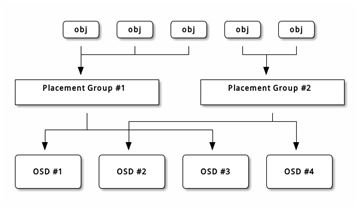 obj obj obj obj obj
Placement Group #1 Placement Group #2
OSD #1 OSD #2 OSD #3 OSD #4